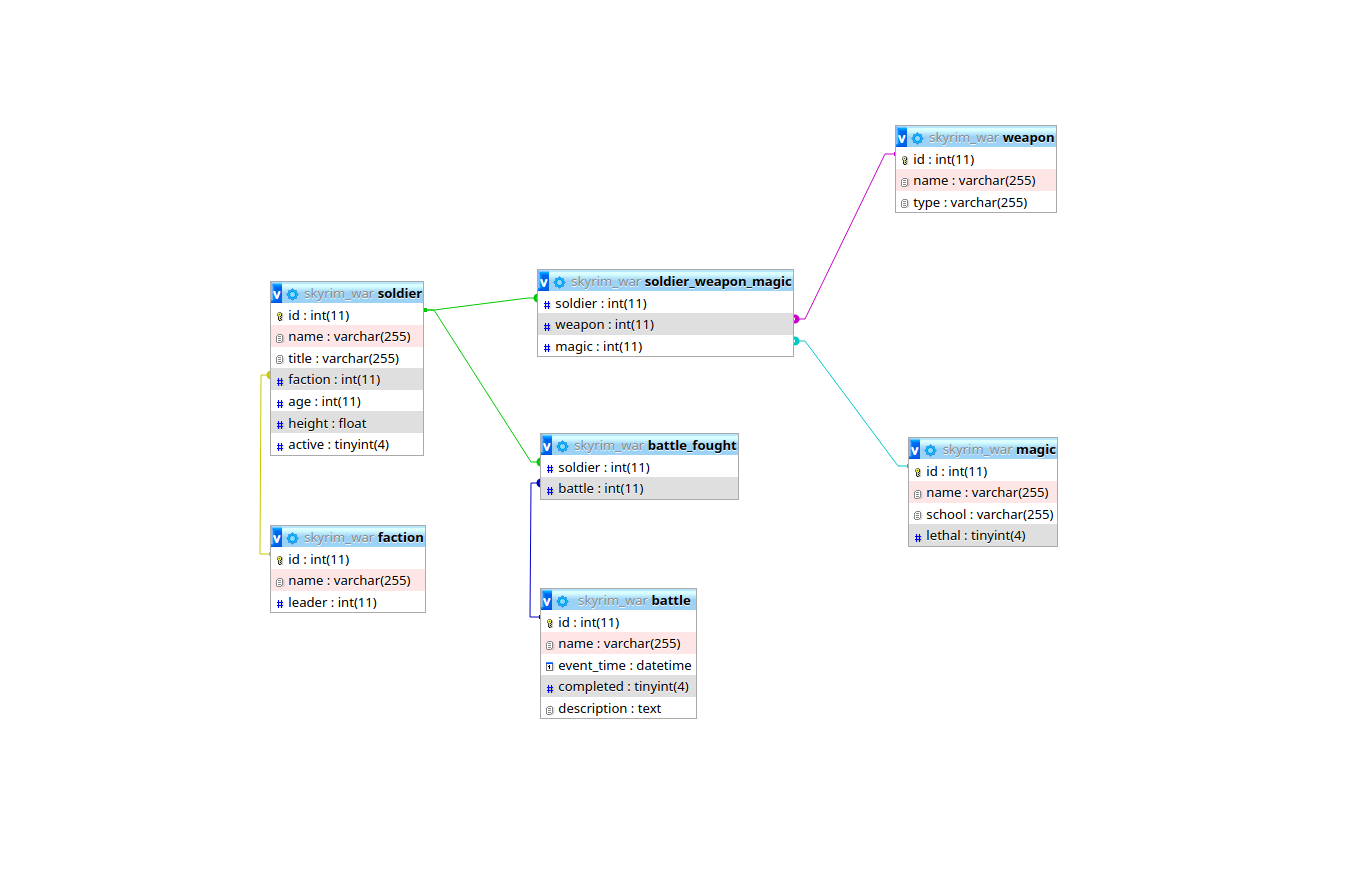 v skyrim_war weapon
id : int(11)
name : varchar(255)
type : varchar(255)
v skyrim_war soldier_weapon_magic
soldier : int(11)
weapon : int(11)
magic : int(11)
v skyrim_war soldier
id : int(11)
name : varchar(255)
title : varchar(255)
faction : int(11)
age : int(11)
height : float
active : tinyint(4)
v skyrim_war battle_fought
soldier : int(11)
battle : int(11)
v skyrim_war magic
id : int(11)
name : varchar(255)
school : varchar(255)
lethal : tinyint(4)
v skyrim_war faction
id : int(11)
name : varchar(255)
leader : int(11)
v skyrim_war battle
id : int(11)
name : varchar(255)
event_time : datetime
completed : tinyint(4)
description : text